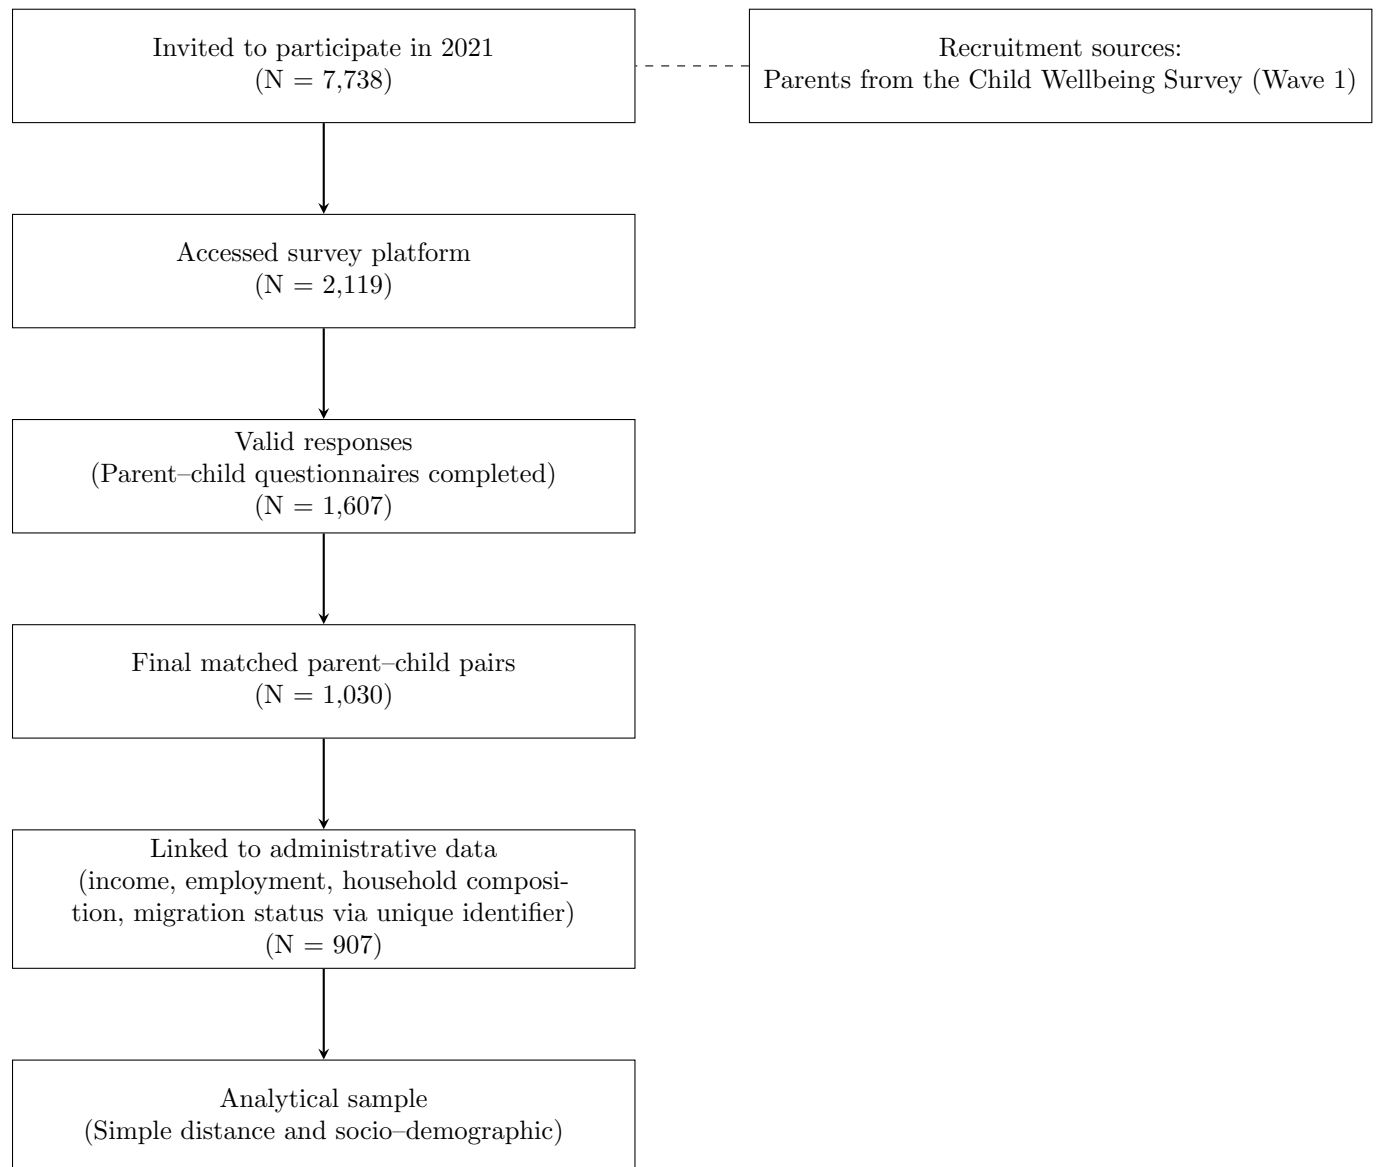 Invited to participate in 2021
(N = 7,738)
Recruitment sources:
Parents from the Child Wellbeing Survey (Wave 1)
Accessed survey platform
(N = 2,119)
Valid responses
(Parent–child questionnaires completed)
(N = 1,607)
Final matched parent–child pairs
(N = 1,030)
Linked to administrative data
(income, employment, household composi-
tion, migration status via unique identifier)
(N = 907)
Analytical sample
(Simple distance and socio–demographic)